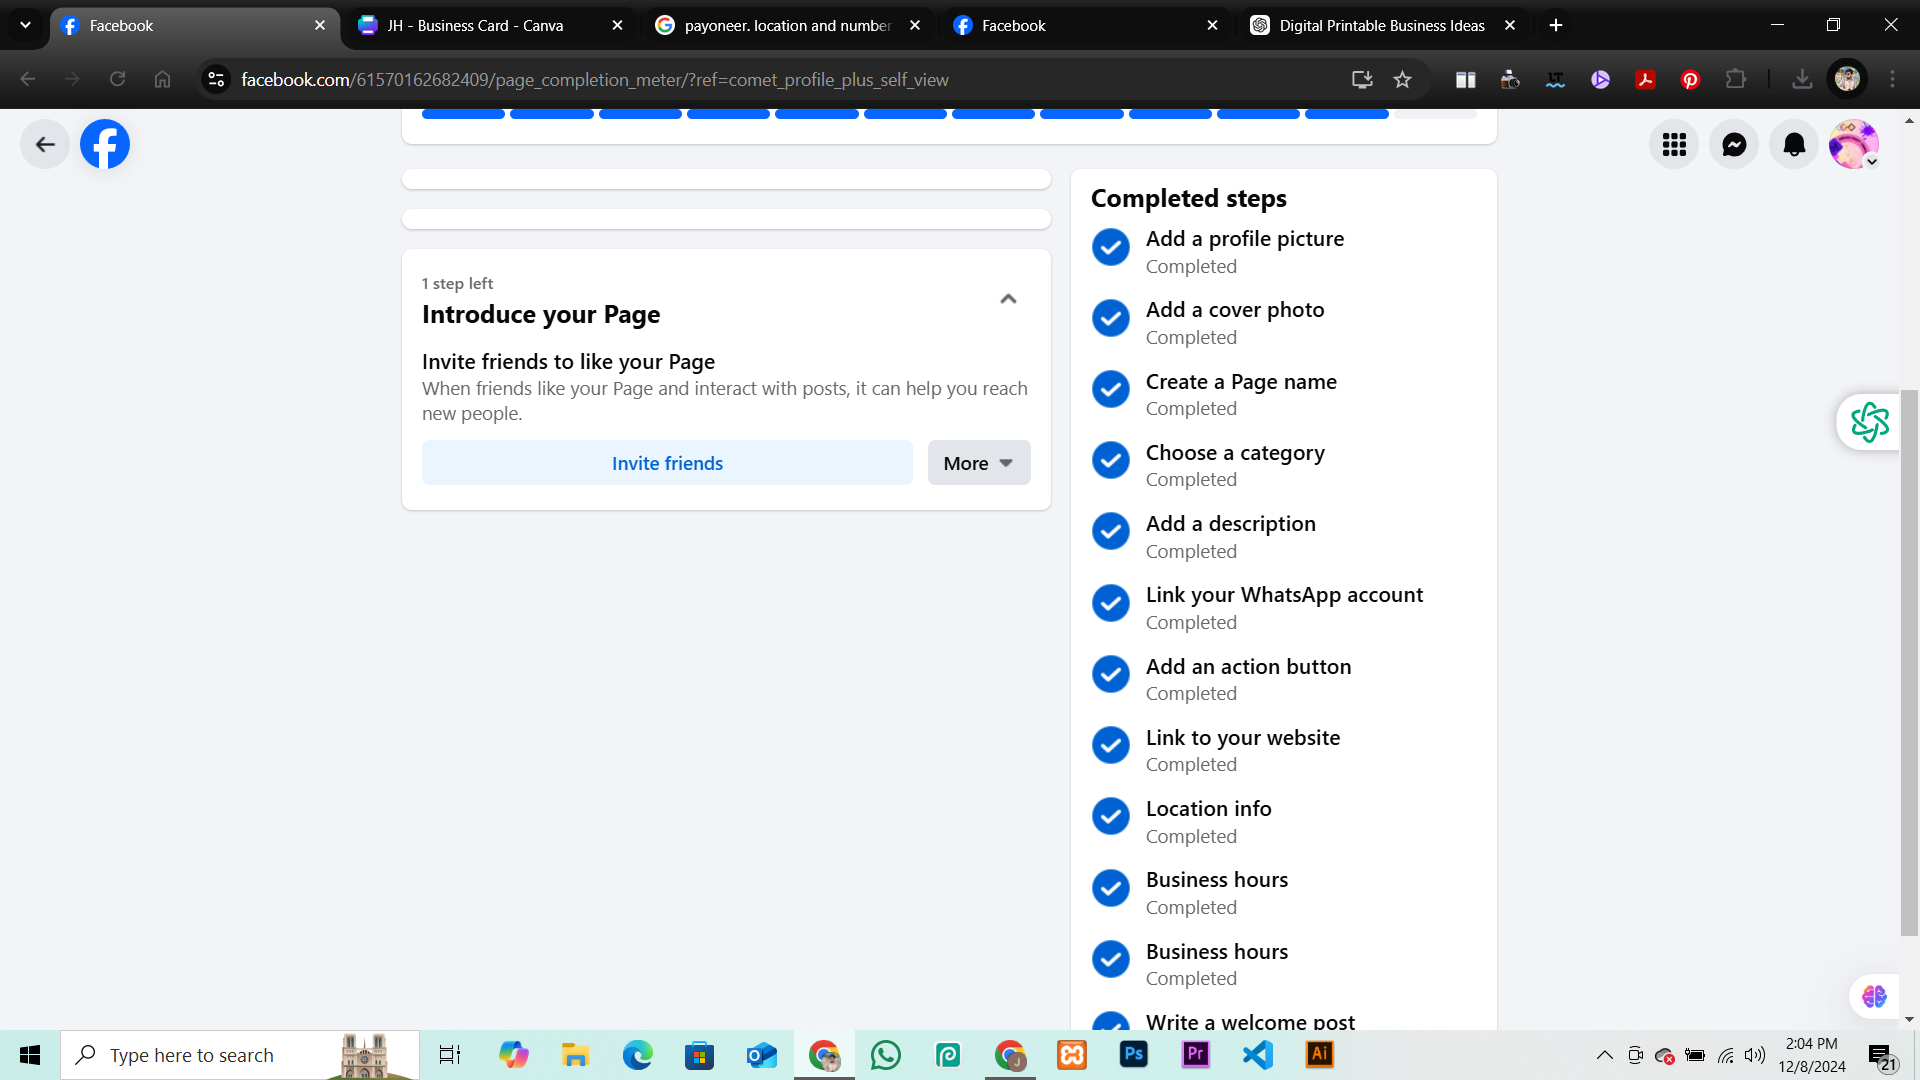 Facebook
JH - Business Card - Canva
payoneer. location and number
Facebook
Digital Printable Business Ideas
facebook.com/61570162682409/page_completion_meter/?ref=comet_profile_plus_self_view
1 step left
Introduce your Page
Invite friends to like your Page
When friends like your Page and interact with posts, it can help you reach
new people.
Invite friends
More
Completed steps
Add a profile picture
Completed
Add a cover photo
Completed
Create a Page name
Completed
Choose a category
Completed
Add a description
Completed
Link your WhatsApp account
Completed
Add an action button
Completed
Link to your website
Completed
Location info
Completed
Business hours
Completed
Business hours
Completed
Write a welcome post
Type here to search
Ps
Pr
Ai
2:04 PM
12/8/2024
21